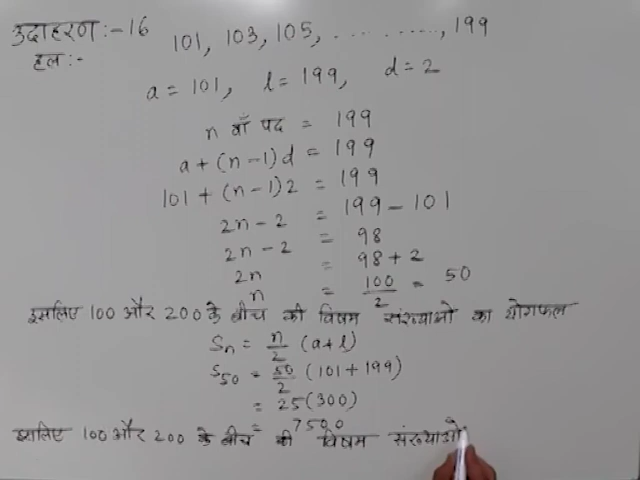 उदाहरण :- 16 101, 103, 105, ........., 199
हल :-
a = 101, l = 199, d = 2
n वाँ पद = 199
a + (n - 1) d = 199
101 + (n - 1) 2 = 199
2n - 2 = 199 - 101
2n - 2 = 98
2n = 98 + 2
n = 100/2 = 50
इसलिए 100 और 200 के बीच की विषम संख्याओं का योगफल
Sn = n/2 (a + l)
S50 = 50/2 (101 + 199)
= 25 (300)
= 7500
इसलिए 100 और 200 के बीच की विषम संख्याओ